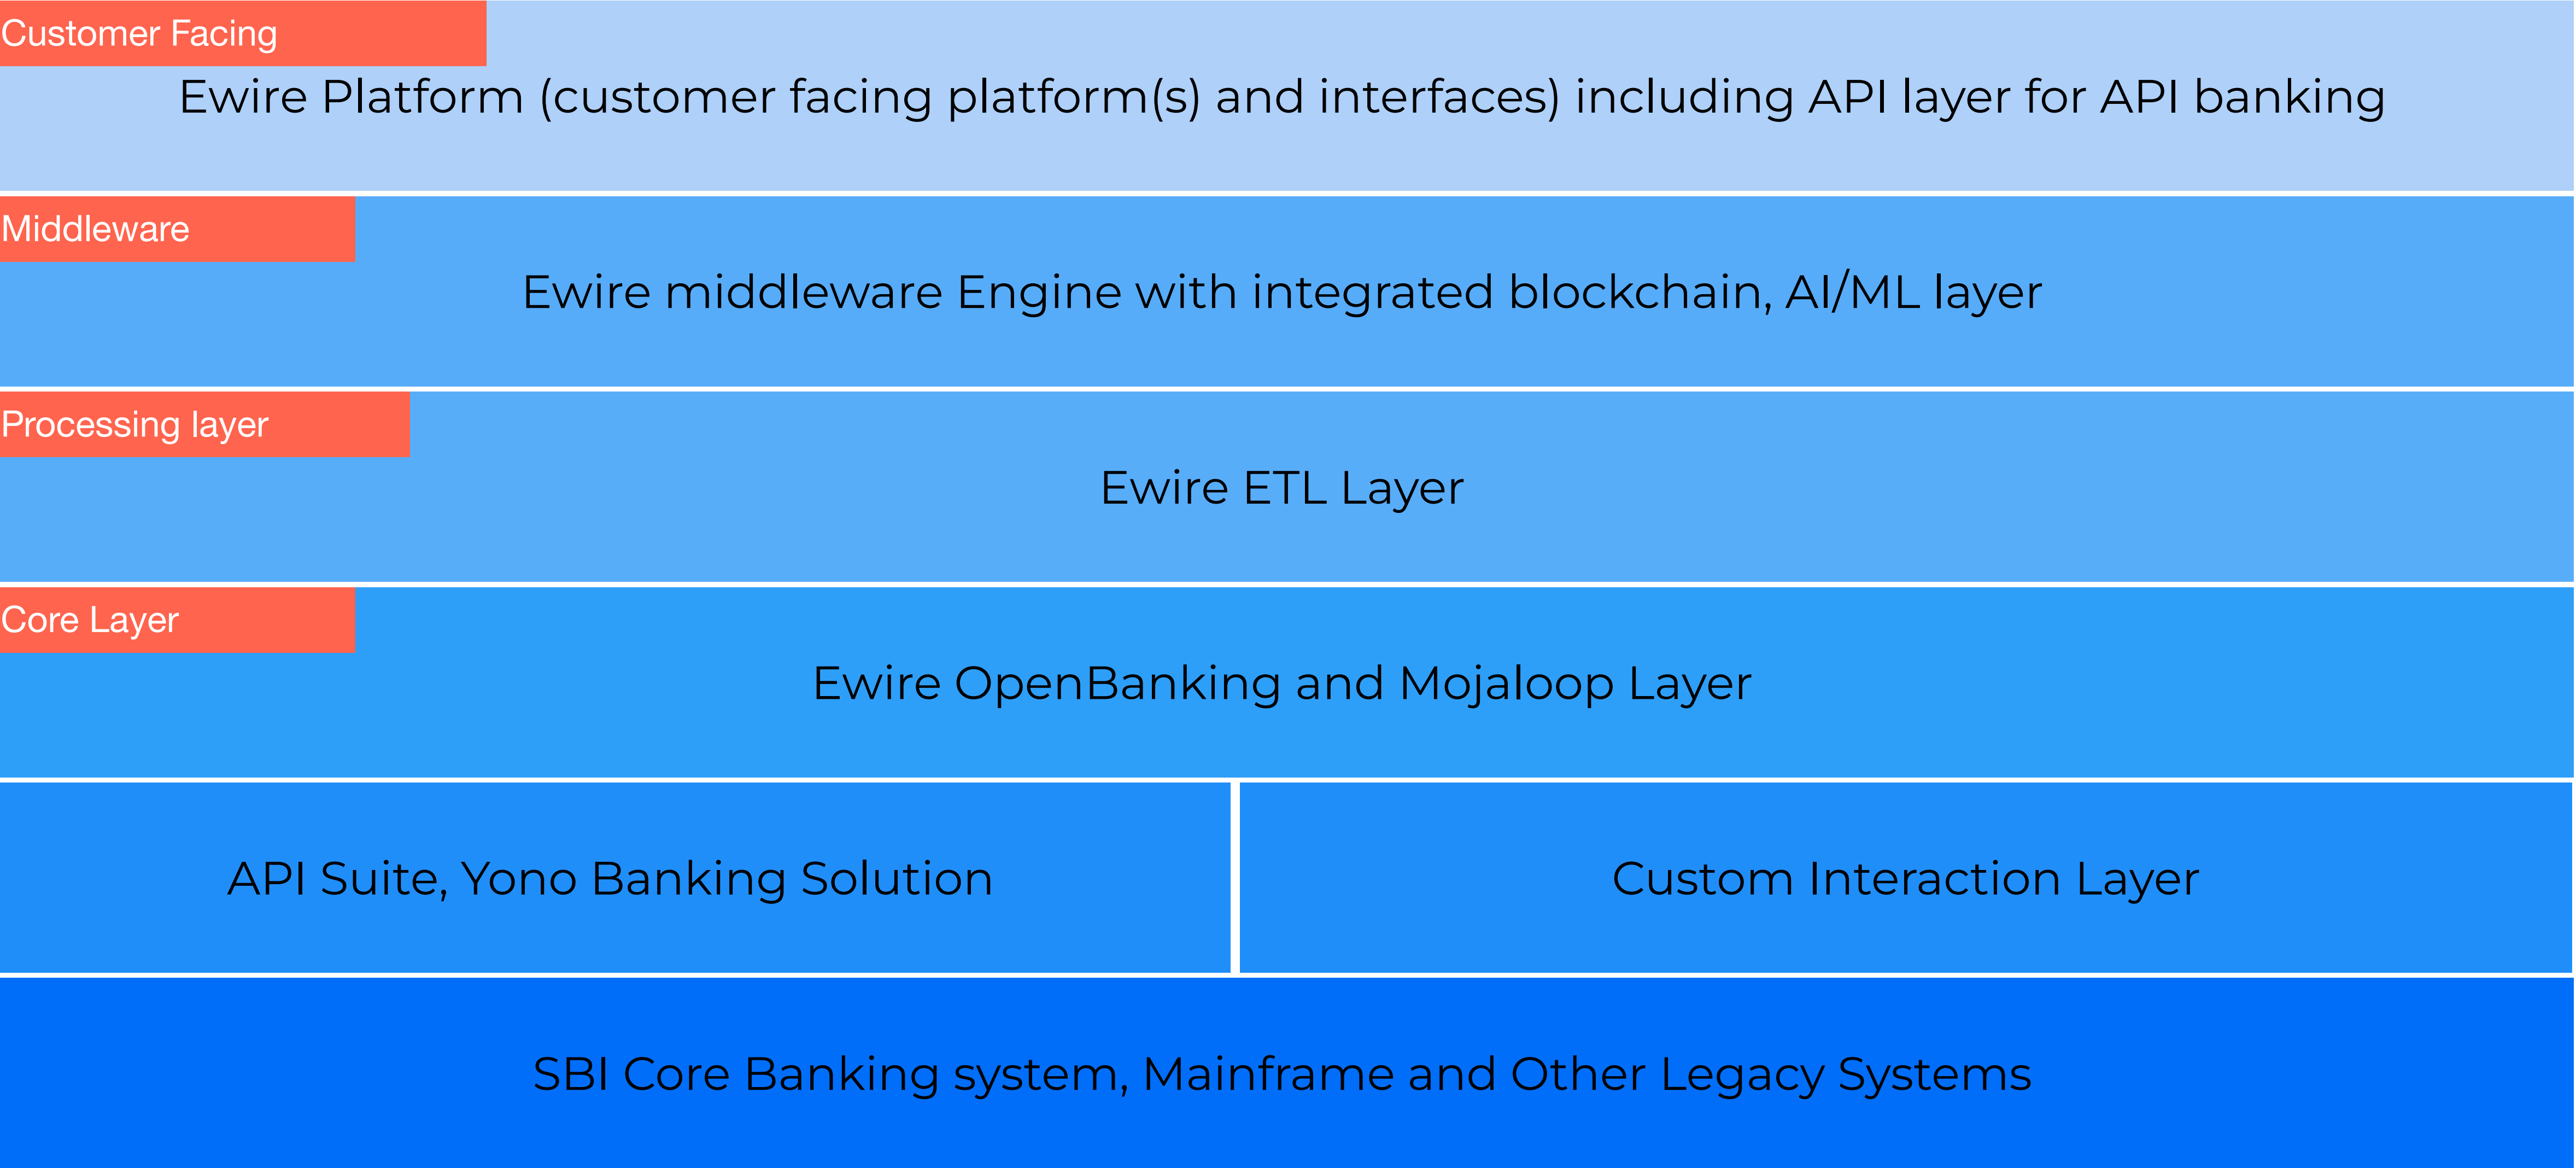 Customer Facing
Ewire Platform (customer facing platform(s) and interfaces) including API layer for API banking
Middleware
Ewire middleware Engine with integrated blockchain, AI/ML layer
Processing layer
Ewire ETL Layer
Core Layer
Ewire OpenBanking and Mojaloop Layer
API Suite, Yono Banking Solution
Custom Interaction Layer
SBI Core Banking system, Mainframe and Other Legacy Systems